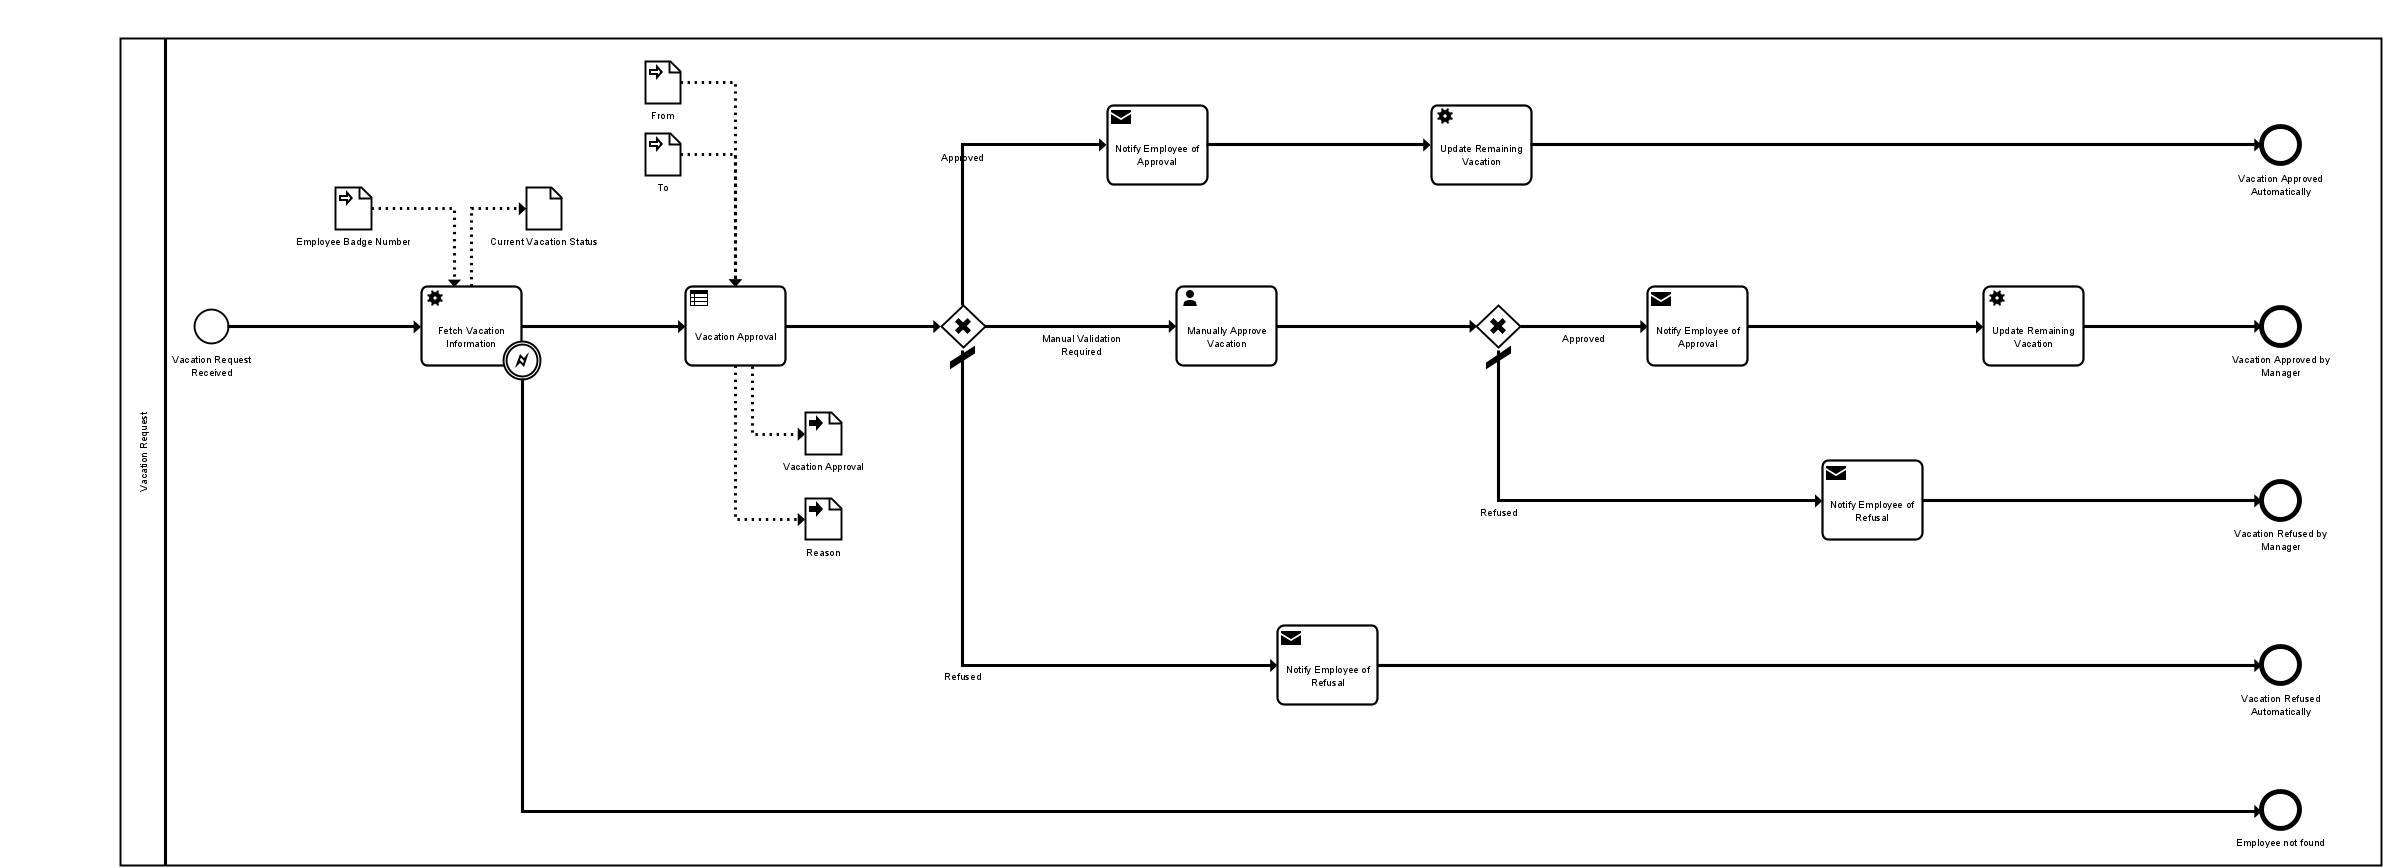 From
To
Employee Badge Number
Current Vacation Status
Approved
Notify Employee of
Approval
Update Remaining
Vacation
Vacation Approved
Automatically
Vacation Request
Vacation Request
Received
Fetch Vacation
Information
Vacation Approval
Manual Validation
Required
Manually Approve
Vacation
Approved
Notify Employee of
Approval
Update Remaining
Vacation
Vacation Approved by
Manager
Vacation Approval
Reason
Refused
Notify Employee of
Refusal
Vacation Refused by
Manager
Refused
Notify Employee of
Refusal
Vacation Refused
Automatically
Employee not found